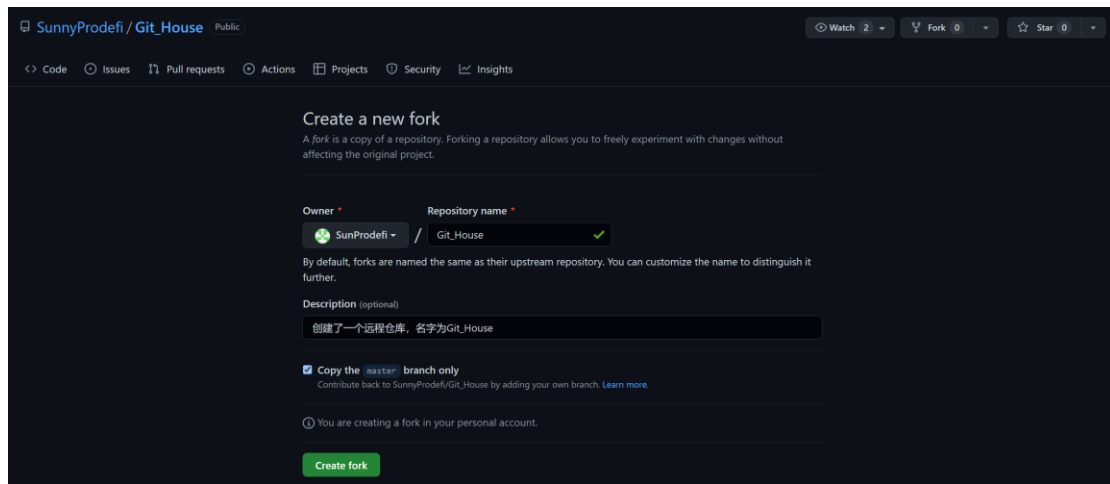 SunnyProdefi / Git_House Public
Watch 2 Fork 0 Star 0
<> Code Issues Pull requests Actions Projects Security Insights
Create a new fork
A fork is a copy of a repository. Forking a repository allows you to freely experiment with changes without
affecting the original project.
Owner * Repository name *
SunProdefi / Git_House
By default, forks are named the same as their upstream repository. You can customize the name to distinguish it
further.
Description (optional)
创建了一个远程仓库，名字为Git_House
Copy the master branch only
Contribute back to SunnyProdefi/Git_House by adding your own branch. Learn more.
You are creating a fork in your personal account.
Create fork